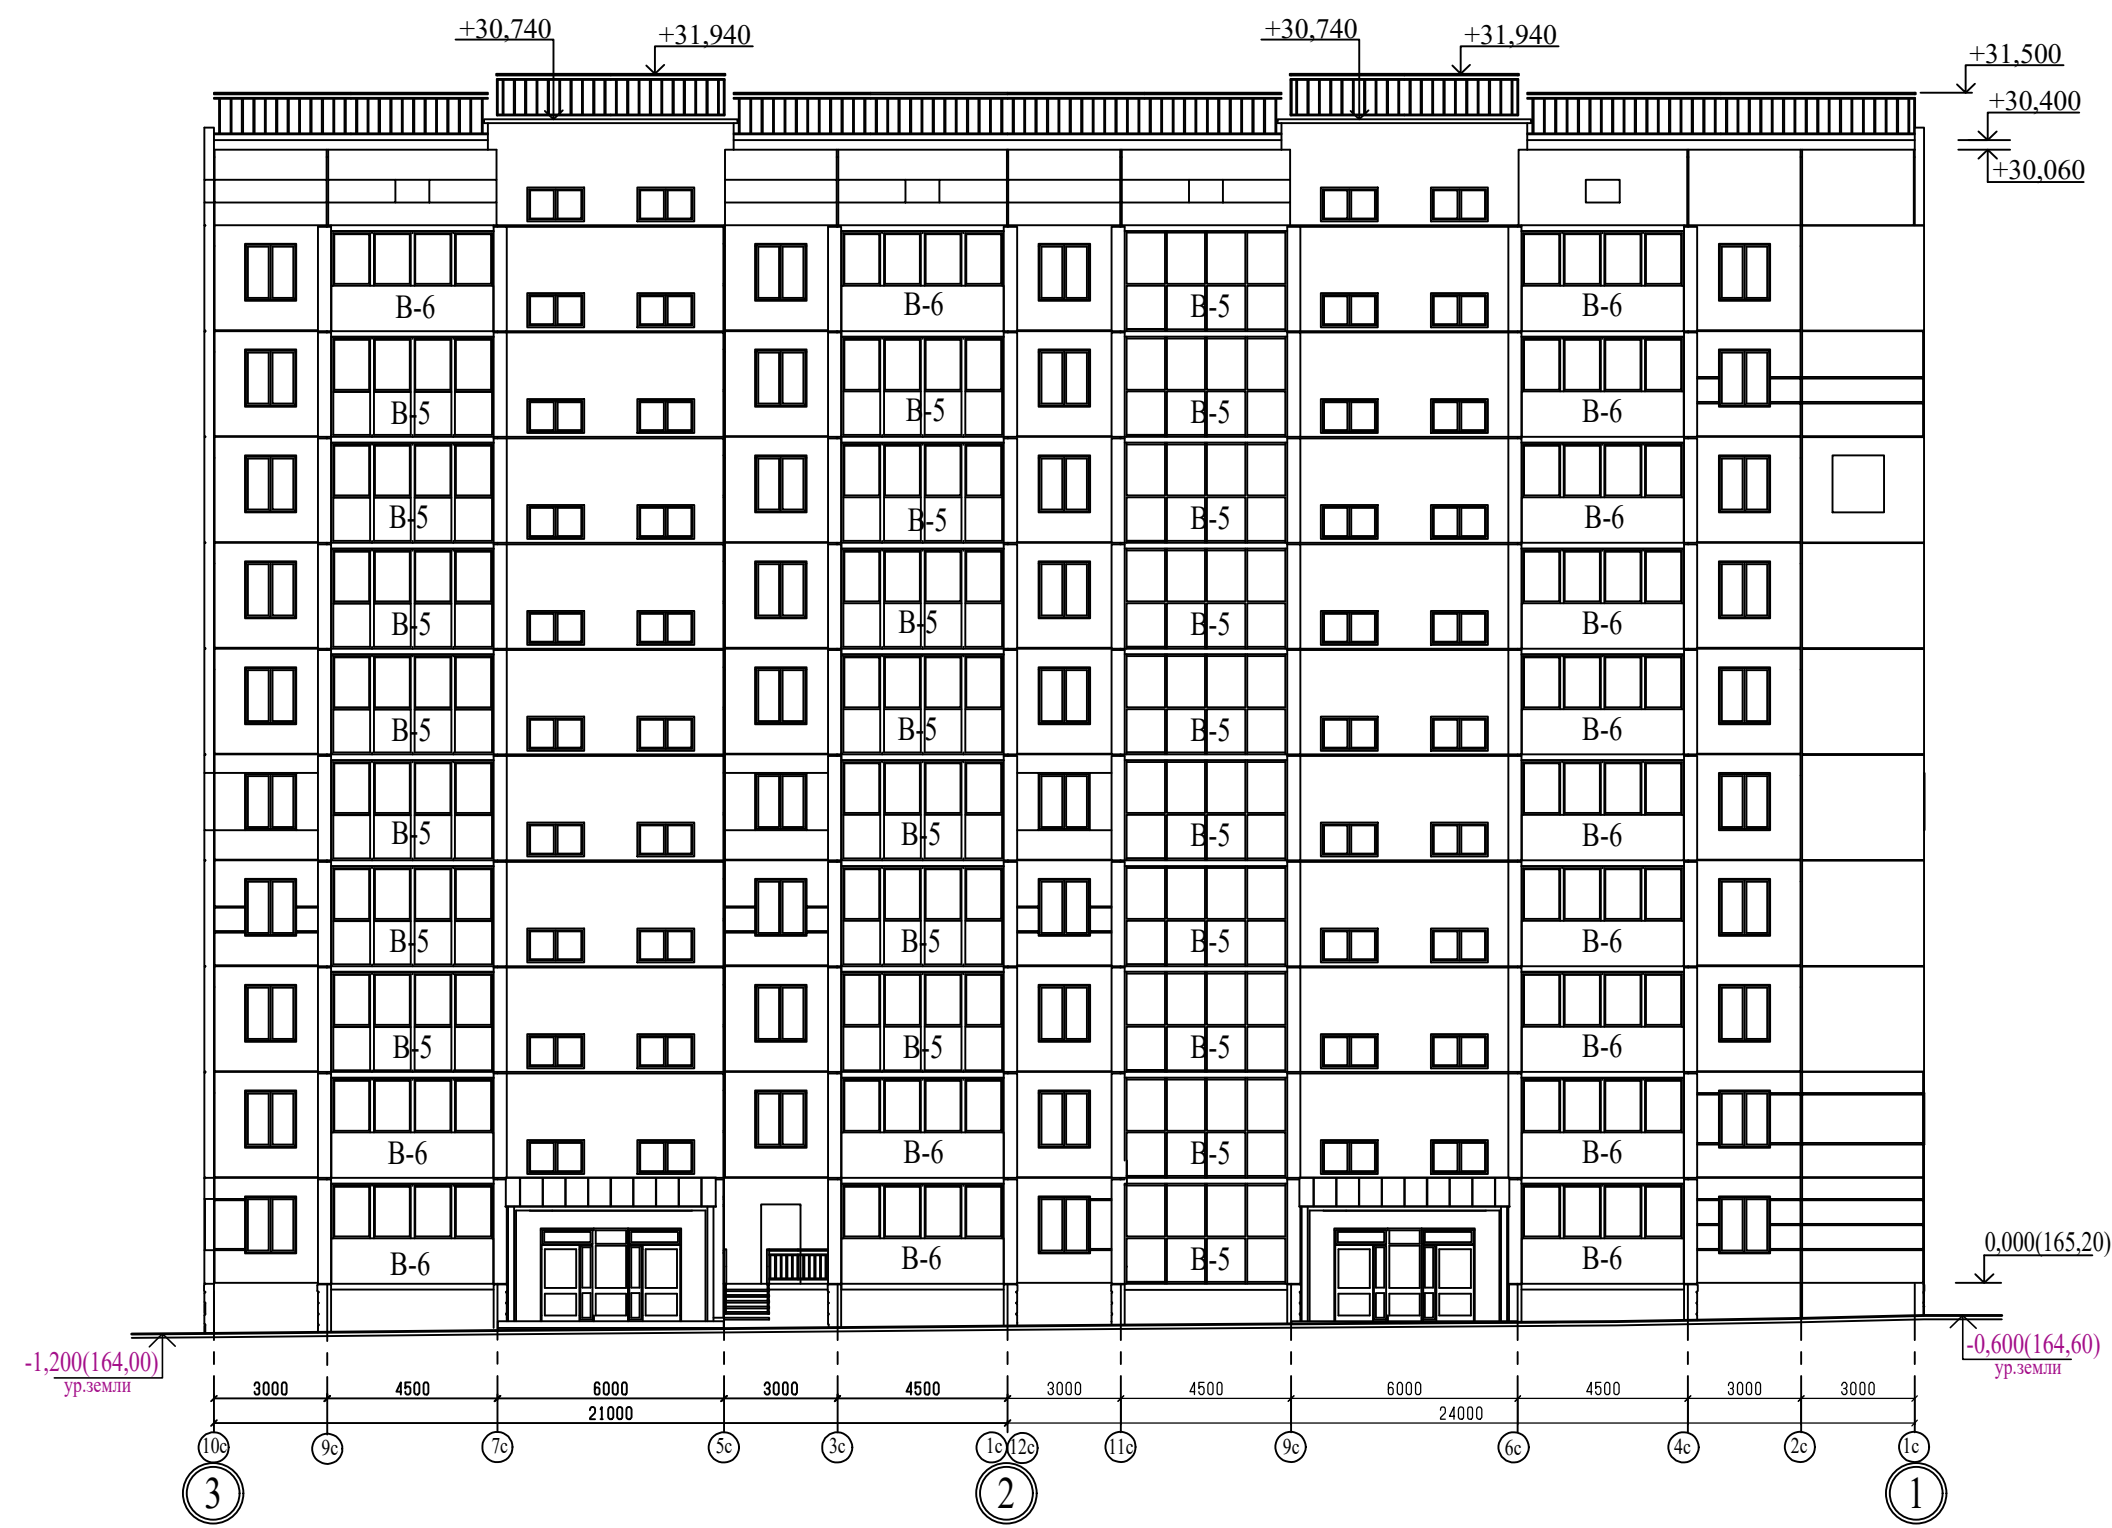 +30,740
+31,940
+30,740
+31,940
+31,500
+30,400
+30,060
В-6 В-6 В-5 В-6
В-5 В-5 В-5 В-6
В-5 В-5 В-5 В-6
В-5 В-5 В-5 В-6
В-5 В-5 В-5 В-6
В-5 В-5 В-5 В-6
В-5 В-5 В-5 В-6
В-5 В-5 В-5 В-6
В-6 В-6 В-5 В-6
В-6 В-6 В-5 В-6
0,000(165,20)
-1,200(164,00)
ур.земли
-0,600(164,60)
ур.земли
3000 4500 6000 3000 4500 3000 4500 6000 4500 3000 3000
21000 24000
10с 9с 7с 5с 3с 1с 12с 11с 9с 6с 4с 2с 1с
3 2 1